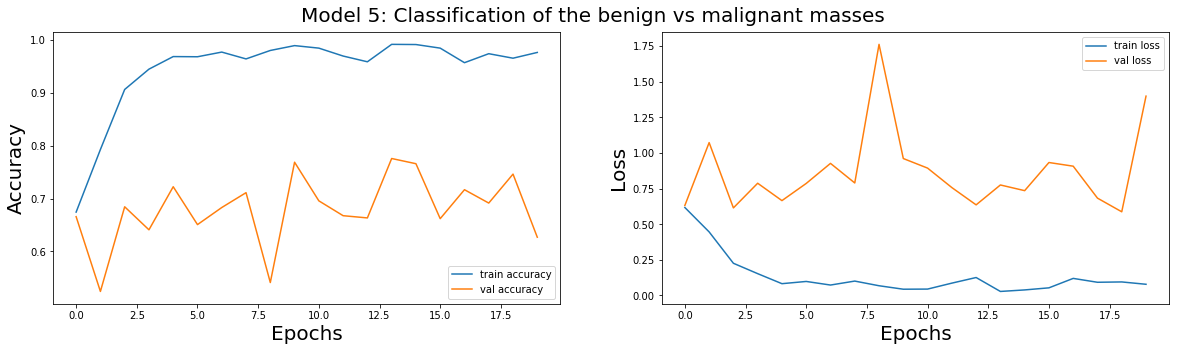 Model 5: Classification of the benign vs malignant masses
1.0
0.9
0.8
0.7
0.6
Accuracy
train accuracy
val accuracy
0.0 2.5 5.0 7.5 10.0 12.5 15.0 17.5
Epochs
1.75
1.50
1.25
1.00
0.75
0.50
0.25
0.00
Loss
train loss
val loss
0.0 2.5 5.0 7.5 10.0 12.5 15.0 17.5
Epochs